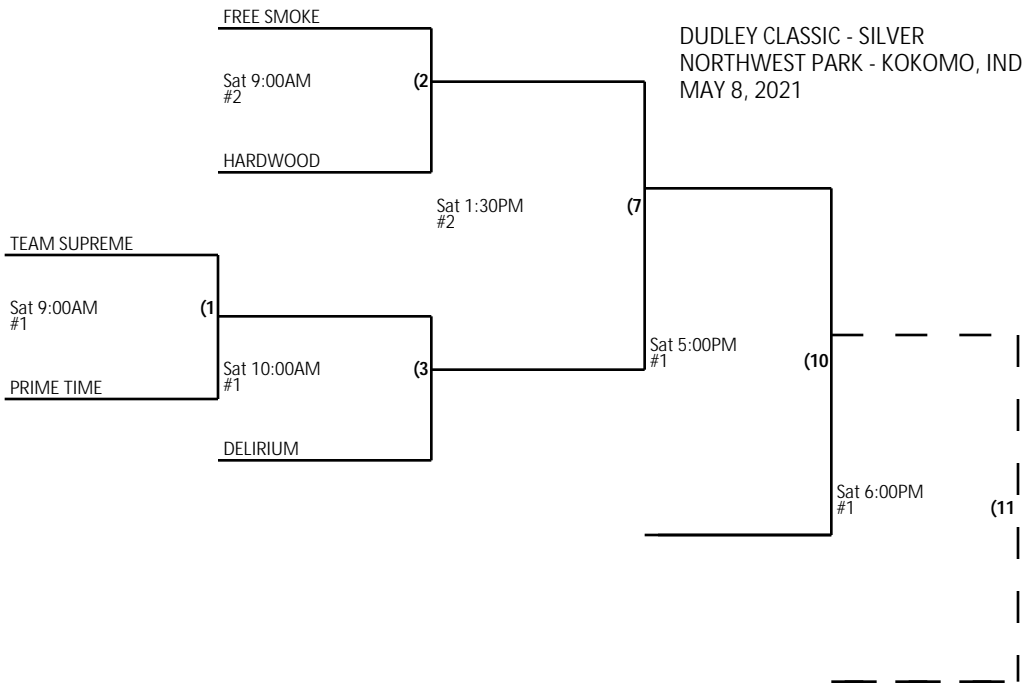 FREE SMOKE
DUDLEY CLASSIC - SILVER
NORTHWEST PARK - KOKOMO, IND
MAY 8, 2021
Sat 9:00AM
#2
(2
HARDWOOD
Sat 1:30PM
#2
(7
TEAM SUPREME
Sat 9:00AM
#1
(1
Sat 10:00AM
#1
(3
Sat 5:00PM
#1
(10
PRIME TIME
DELIRIUM
Sat 6:00PM
#1
(11